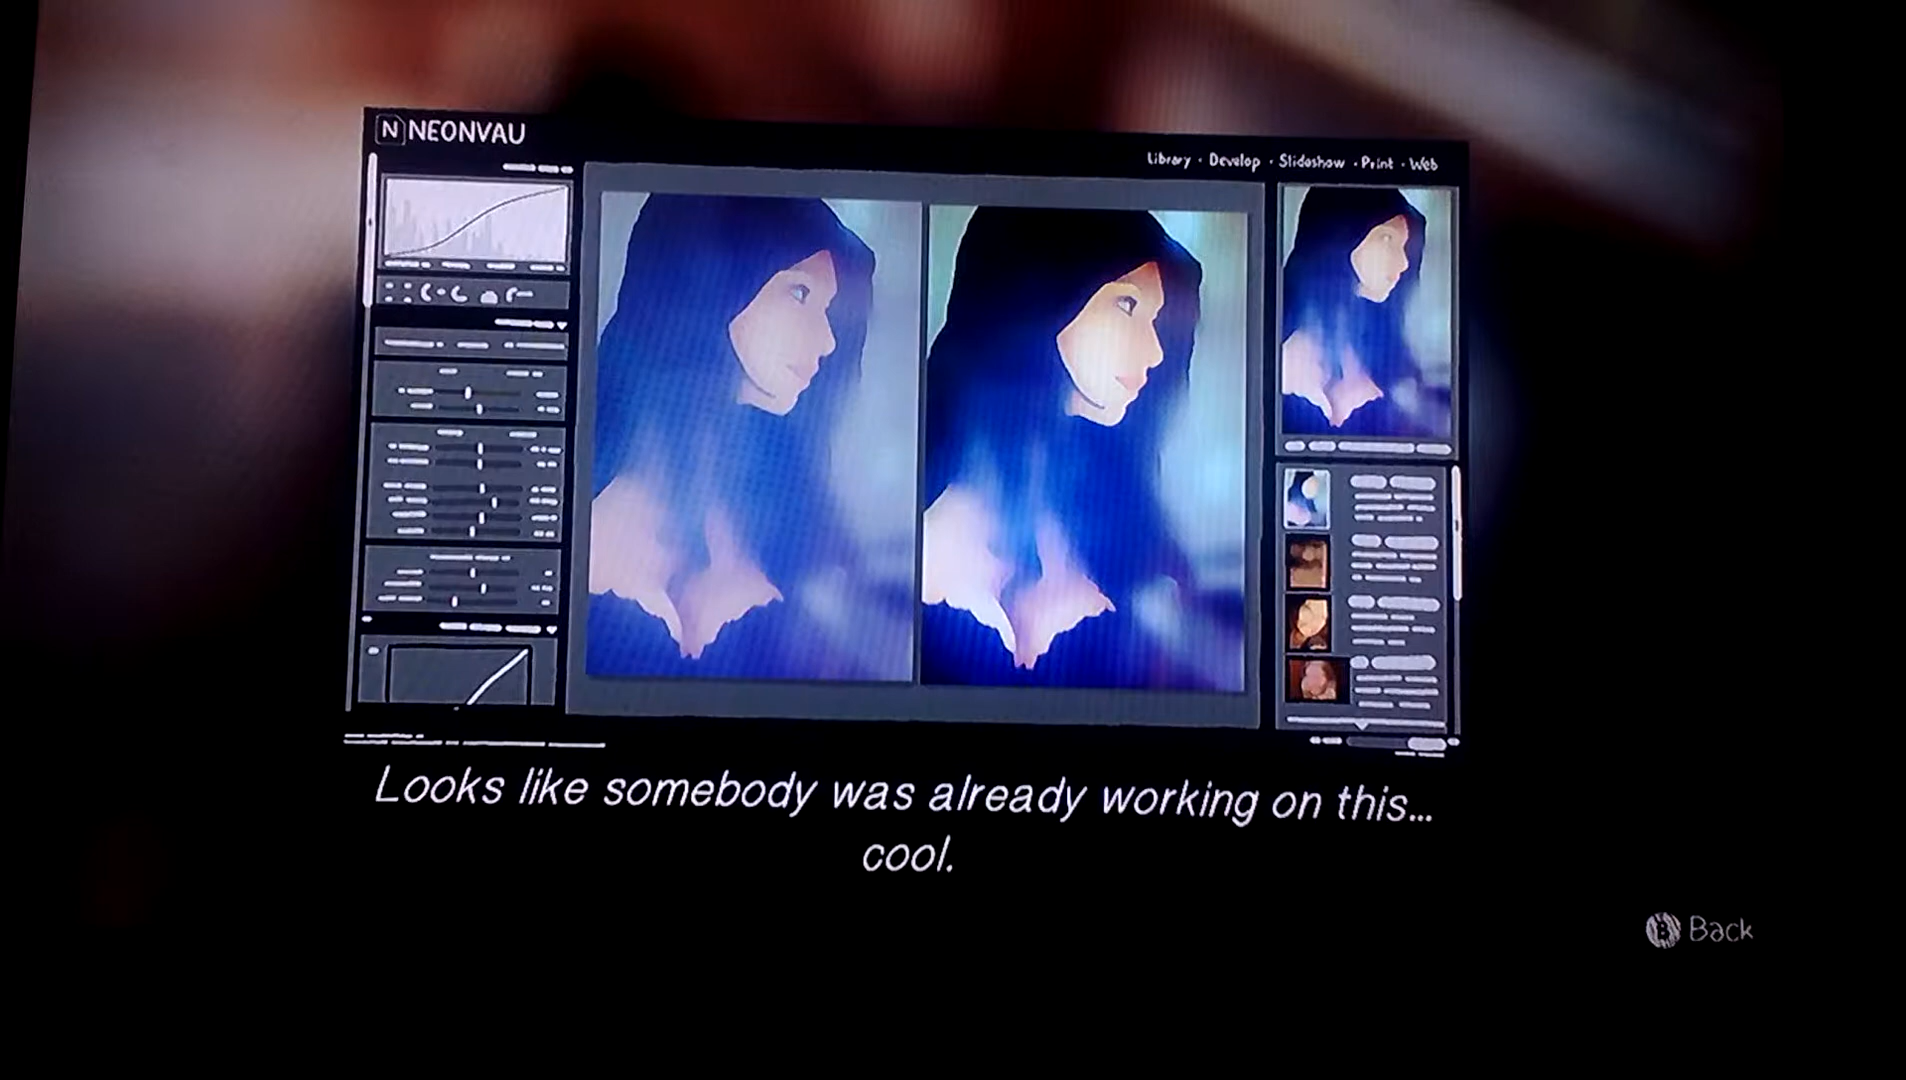 N NEONVAU
Library · Develop · Slideshow · Print · Web
Looks like somebody was already working on this...
cool.
B Back